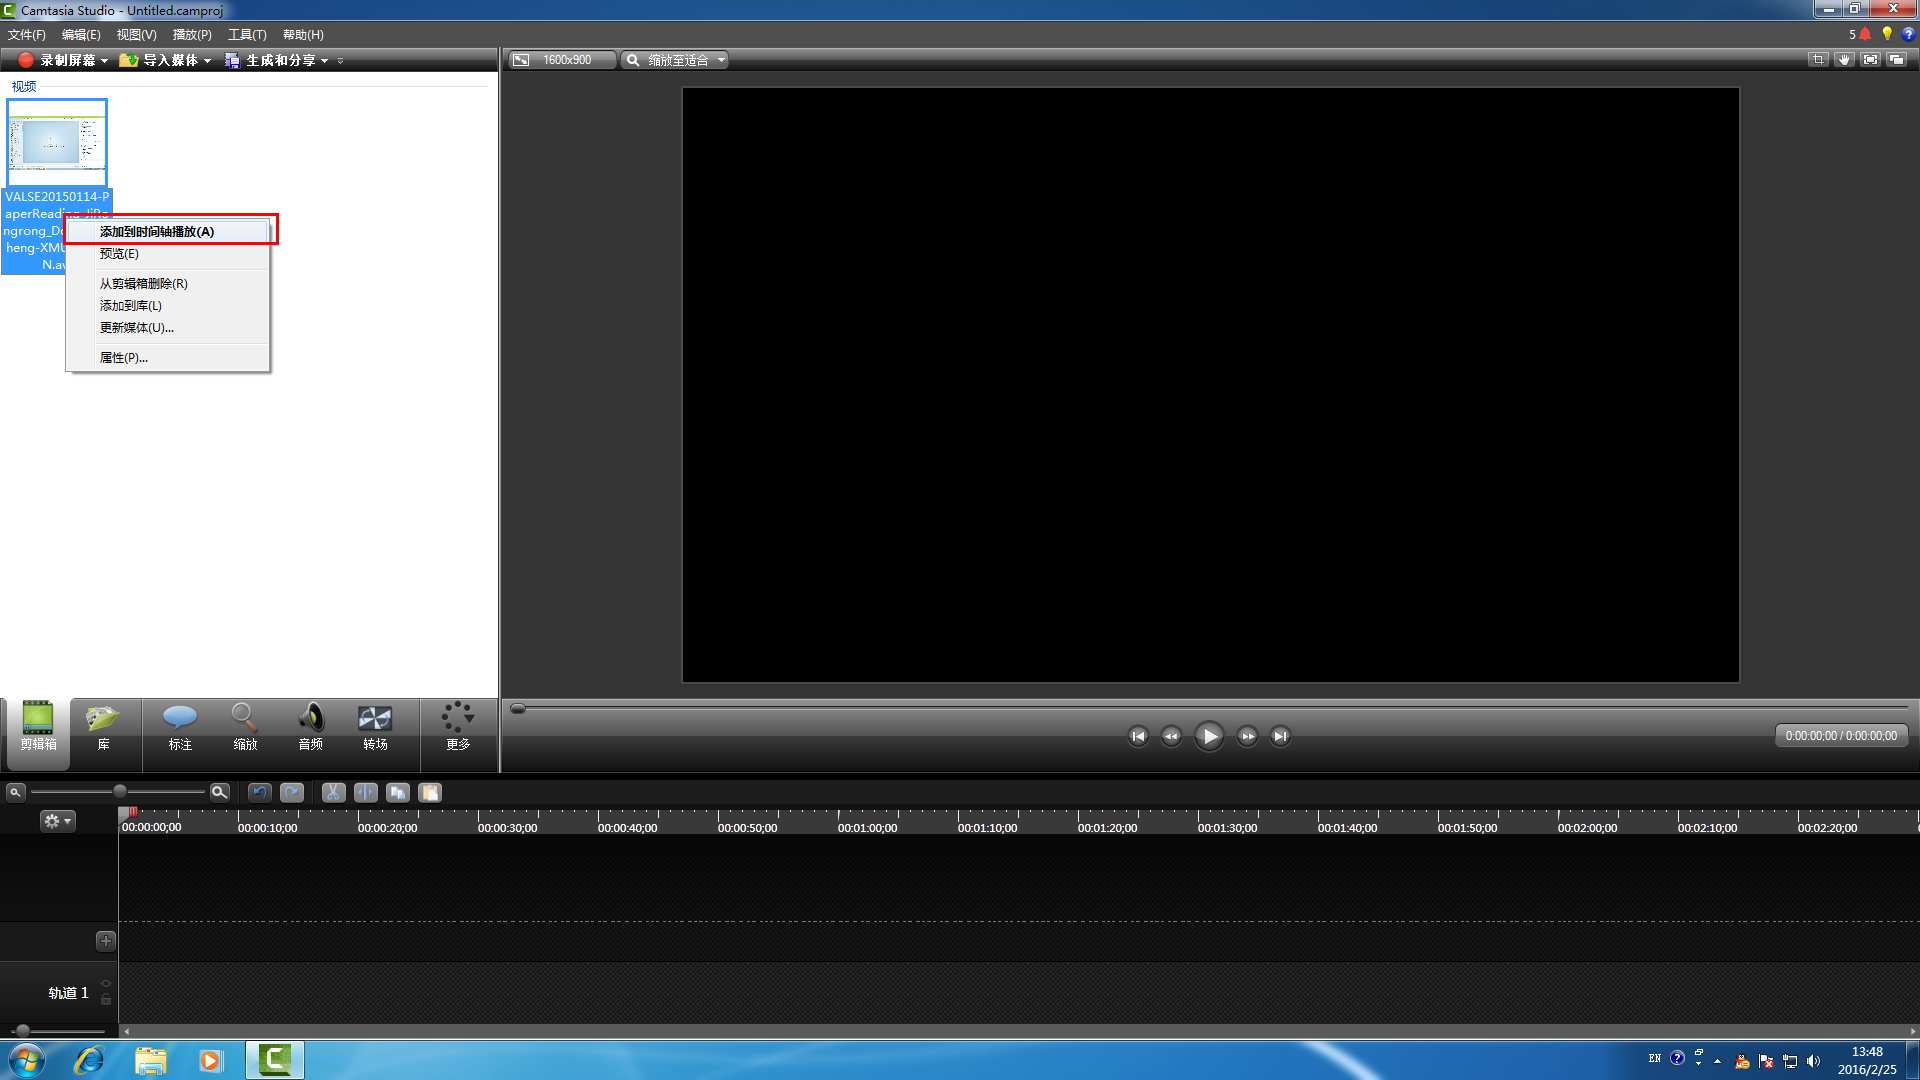 Camtasia Studio - Untitled.camproj
文件(F) 编辑(E) 视图(V) 播放(P) 工具(T) 帮助(H)
5
录制屏幕 导入媒体 生成和分享
1600x900 缩放至适合
视频
VALSE20150114-P
aperReading
ngrong_D
heng-XMU
N.av
添加到时间轴播放(A)
预览(E)
从剪辑箱删除(R)
添加到库(L)
更新媒体(U)...
属性(P)...
剪辑箱 库 标注 缩放 音频 转场 更多
0:00:00;00 / 0:00:00;00
00:00:00;00 00:00:10;00 00:00:20;00 00:00:30;00 00:00:40;00 00:00:50;00 00:01:00;00 00:01:10;00 00:01:20;00 00:01:30;00 00:01:40;00 00:01:50;00 00:02:00;00 00:02:10;00 00:02:20;00
轨道 1
EN
13:48
2016/2/25